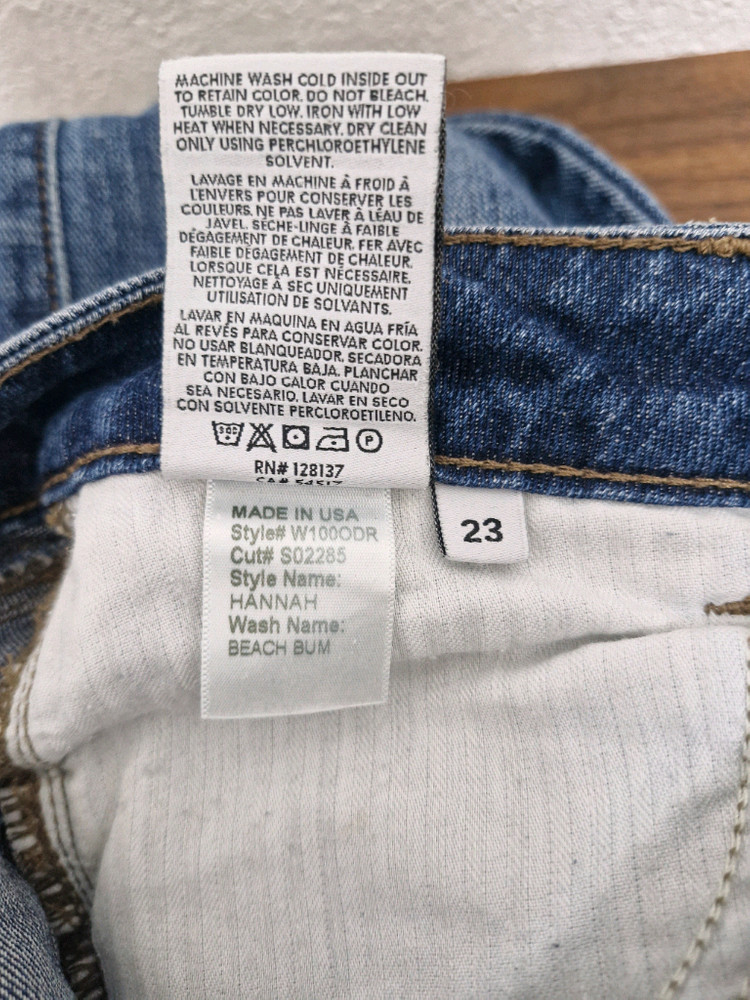 MACHINE WASH COLD INSIDE OUT
TO RETAIN COLOR. DO NOT BLEACH.
TUMBLE DRY LOW. IRON WITH LOW
HEAT WHEN NECESSARY. DRY CLEAN
ONLY USING PERCHLOROETHYLENE
SOLVENT.
LAVAGE EN MACHINE À FROID À
L'ENVERS POUR CONSERVER LES
COULEURS. NE PAS LAVER À LÉAU DE
JAVEL. SÉCHE-LINGE À FAIBLE
DÉGAGEMENT DE CHALEUR. FER AVEC
FAIBLE DÉGAGEMENT DE CHALEUR.
LORSQUE CELA EST NÉCESSAIRE.
NETTOYAGE À SEC UNIQUEMENT
UTILISATION DE SOLVANTS.
LAVAR EN MAQUINA EN AGUA FRÍA
AL REVÉS PARA CONSERVAR COLOR.
NO USAR BLANQUEADOR. SECADORA
EN TEMPERATURA BAJA. PLANCHAR
CON BAJO CALOR CUANDO
SEA NECESARIO. LAVAR EN SECO
CON SOLVENTE PERCLOROETILENO.
P
RN# 128137
CA# 54517
23
MADE IN USA
Style# W100ODR
Cut# S02285
Style Name:
HANNAH
Wash Name:
BEACH BUM